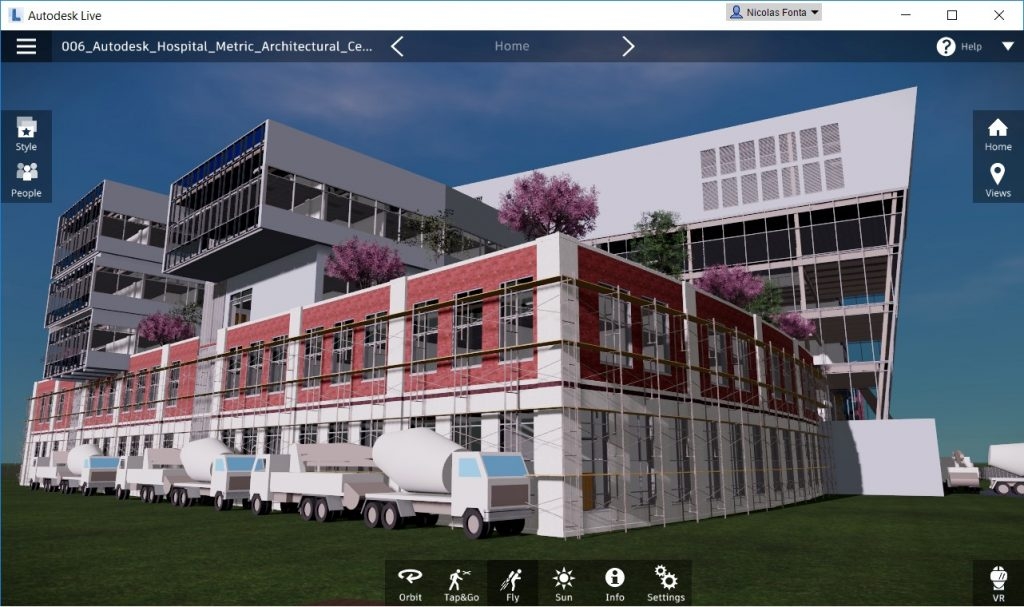 Autodesk Live
Nicolas Fonta
006_Autodesk_Hospital_Metric_Architectural_Ce...
Home
Help
Style
People
Home
Views
Orbit
Tap&Go
Fly
Sun
Info
Settings
VR